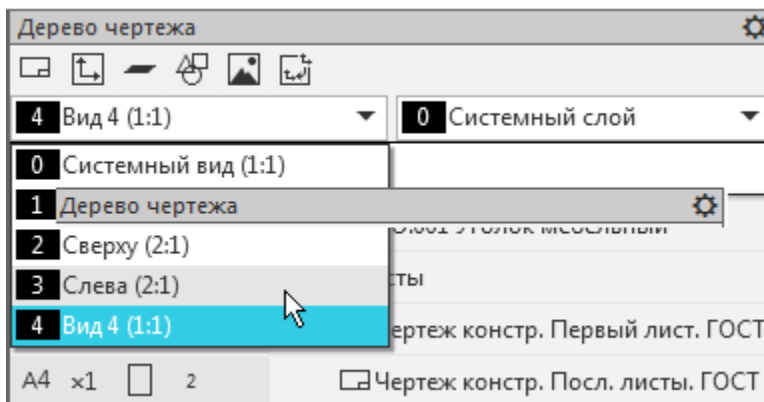 Дерево чертежа
4 Вид 4 (1:1) 0 Системный слой
0 Системный вид (1:1)
1 Дерево чертежа
2 Сверху (2:1)
3 Слева (2:1)
4 Вид 4 (1:1) ертеж констр. Первый лист. ГОСТ
A4 ×1 2 Чертеж констр. Посл. листы. ГОСТ